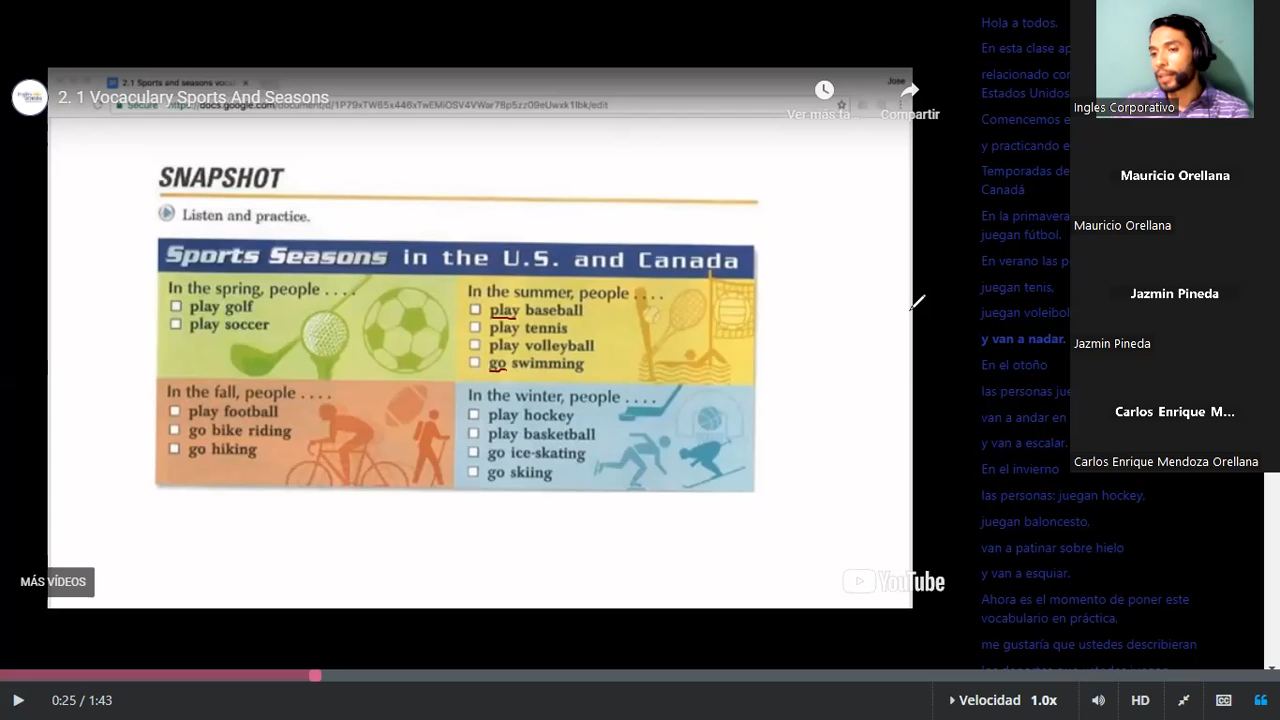 2.1 Sports and seasons vocal
Jose
2. 1 Vocaculary Sports And Seasons
Ver más ta...
Compartir
SNAPSHOT
Listen and practice.
Sports Seasons in the U.S. and Canada
In the spring, people . . . .
play golf
play soccer
In the summer, people . . . .
play baseball
play tennis
play volleyball
go swimming
In the fall, people . . . .
play football
go bike riding
go hiking
In the winter, people . . . .
play hockey
play basketball
go ice-skating
go skiing
MÁS VÍDEOS
YouTube
Hola a todos.
En esta clase ap
relacionado con
Estados Unidos
Comencemos e
y practicando e
Temporadas de
Canadá
En la primavera
juegan fútbol.
En verano las p
juegan tenis,
juegan voleibol
y van a nadar.
En el otoño
las personas jue
van a andar en
y van a escalar.
En el invierno
las personas: juegan hockey,
juegan baloncesto,
van a patinar sobre hielo
y van a esquiar.
Ahora es el momento de poner este
vocabulario en práctica,
me gustaría que ustedes describieran
Ingles Corporativo
Mauricio Orellana
Mauricio Orellana
Jazmin Pineda
Jazmin Pineda
Carlos Enrique M...
Carlos Enrique Mendoza Orellana
0:25 / 1:43
Velocidad 1.0x
HD